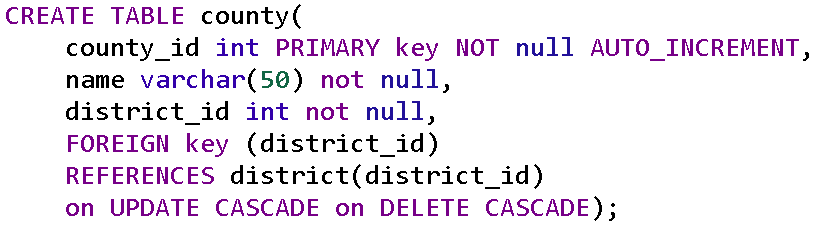 CREATE TABLE county(
county_id int PRIMARY key NOT null AUTO_INCREMENT,
name varchar(50) not null,
district_id int not null,
FOREIGN key (district_id)
REFERENCES district(district_id)
on UPDATE CASCADE on DELETE CASCADE);